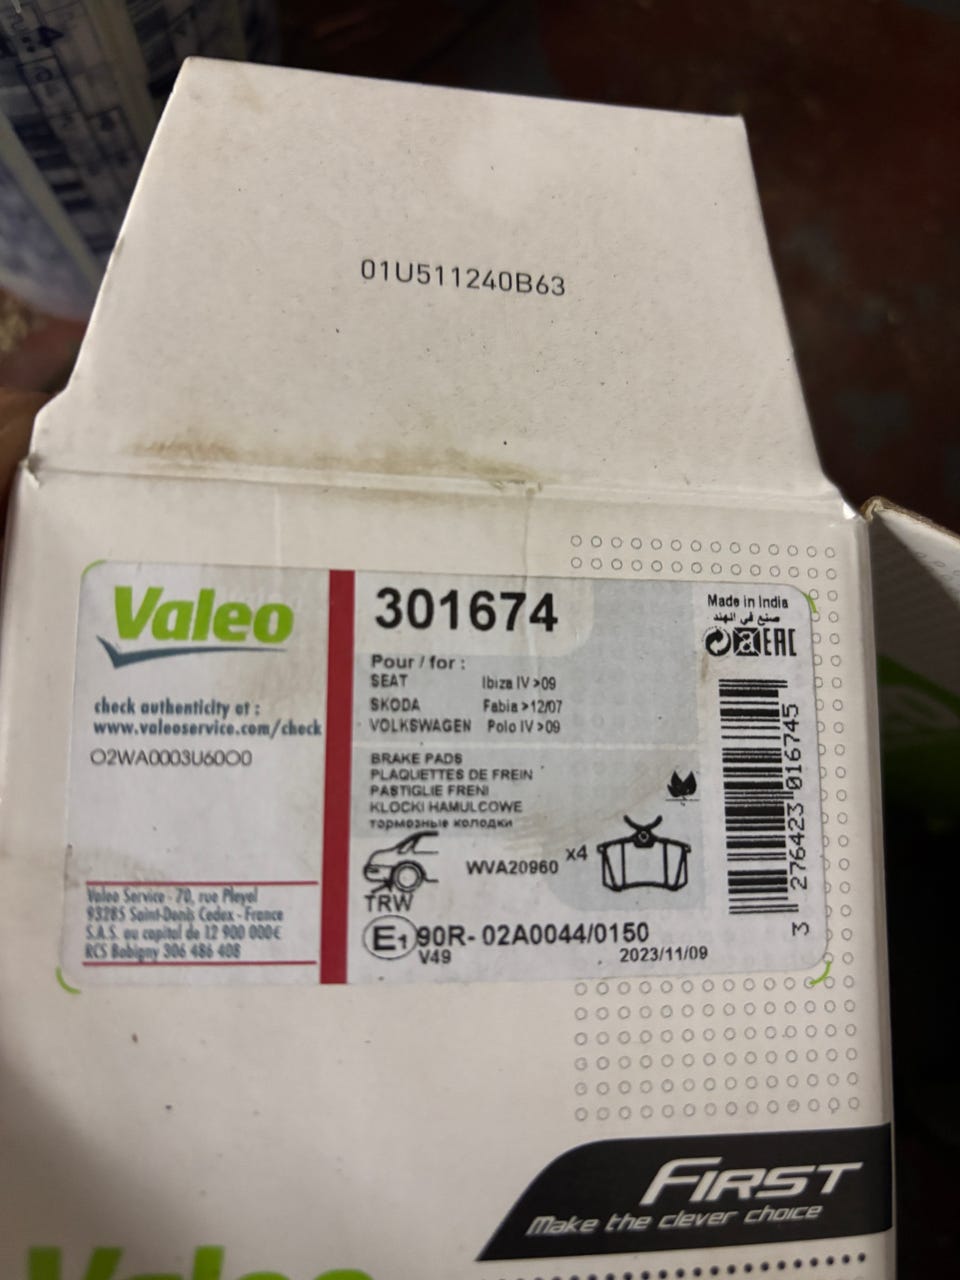 01U511240B63
Valeo
check authenticity at :
www.valeoservice.com/check
O2WA0003U60O0
Valeo Service - 70, rue Pleyel
93285 Saint-Denis Cedex - France
S.A.S. au capital de 12 900 000€
RCS Bobigny 306 486 408
301674
Pour / for :
SEAT Ibiza IV >09
SKODA Fabia >12/07
VOLKSWAGEN Polo IV >09
BRAKE PADS
PLAQUETTES DE FREIN
PASTIGLIE FRENI
KLOCKI HAMULCOWE
тормозные колодки
WVA20960 x4
TRW
E1 90R- 02A0044/0150
V49 2023/11/09
Made in India
صنع في الهند
EAC
3 276423 016745
FIRST
Make the clever choice
Valeo